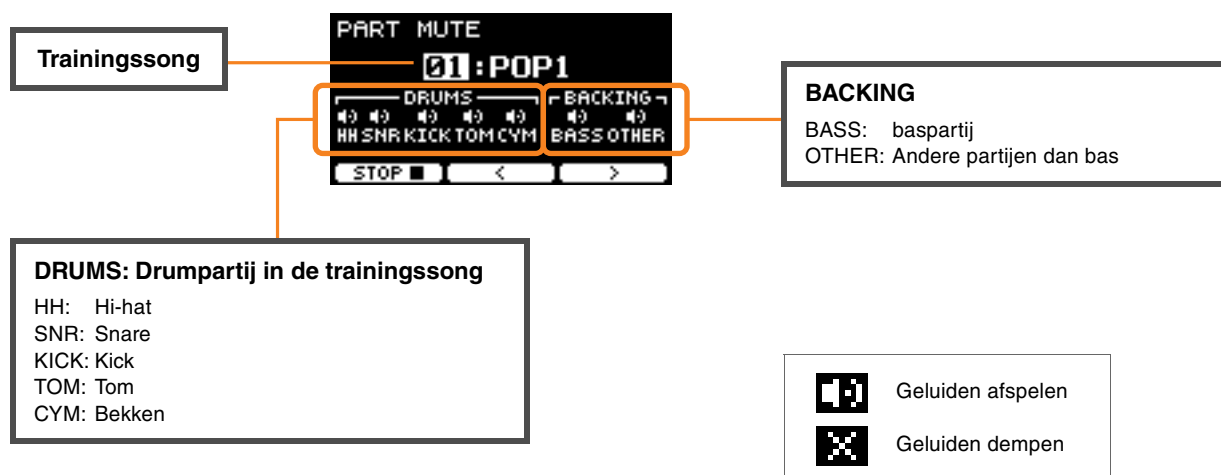 Trainingssong
PART MUTE
01:POP1
DRUMS
BACKING
HH SNR KICK TOM CYM BASS OTHER
STOP ■ < >
BACKING
BASS: baspartij
OTHER: Andere partijen dan bas
DRUMS: Drumpartij in de trainingssong
HH: Hi-hat
SNR: Snare
KICK: Kick
TOM: Tom
CYM: Bekken
Geluiden afspelen
Geluiden dempen